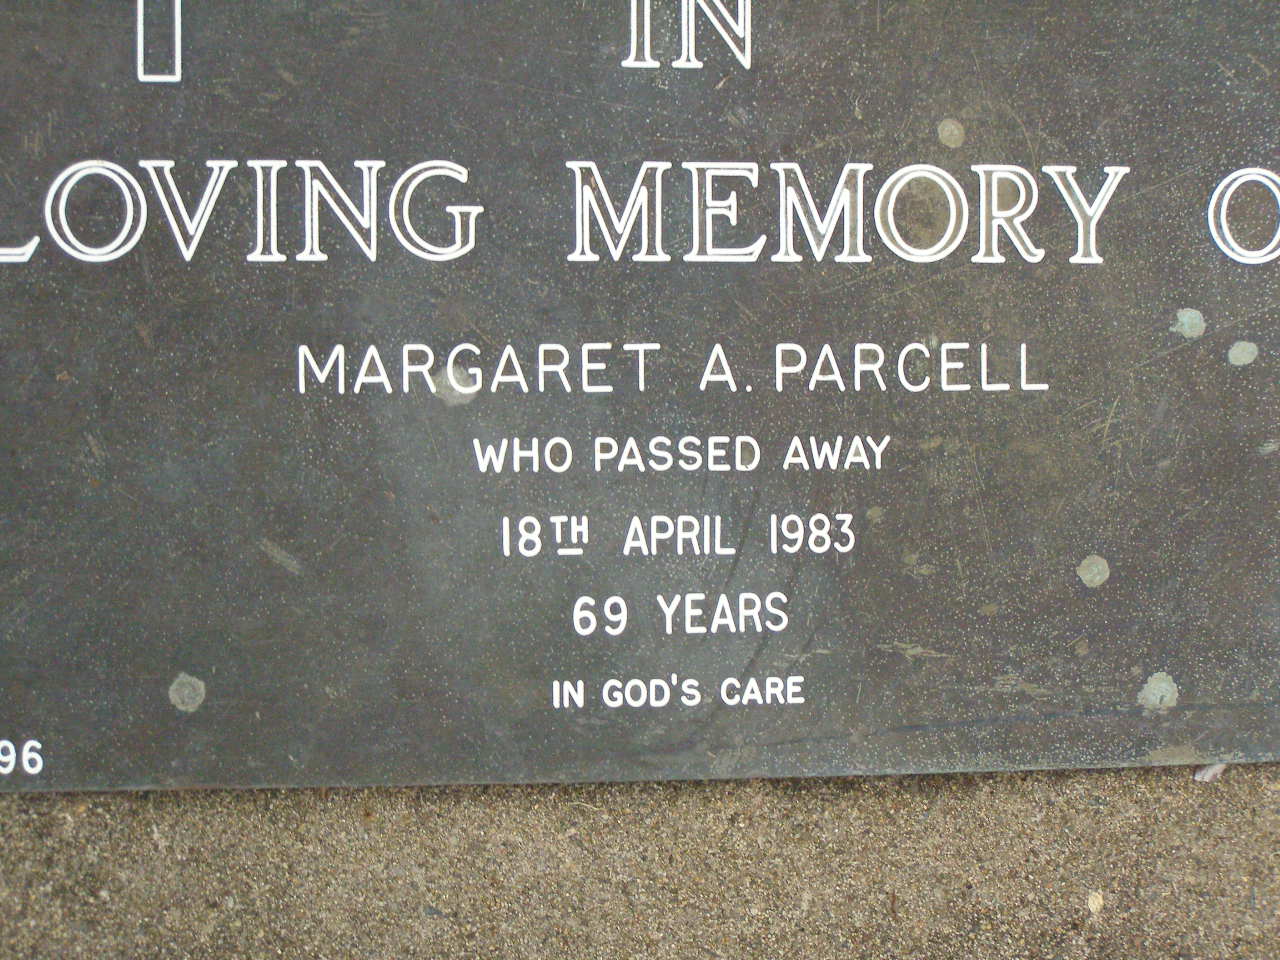 IN
LOVING MEMORY O
MARGARET A. PARCELL
WHO PASSED AWAY
18TH APRIL 1983
69 YEARS
IN GOD'S CARE
96